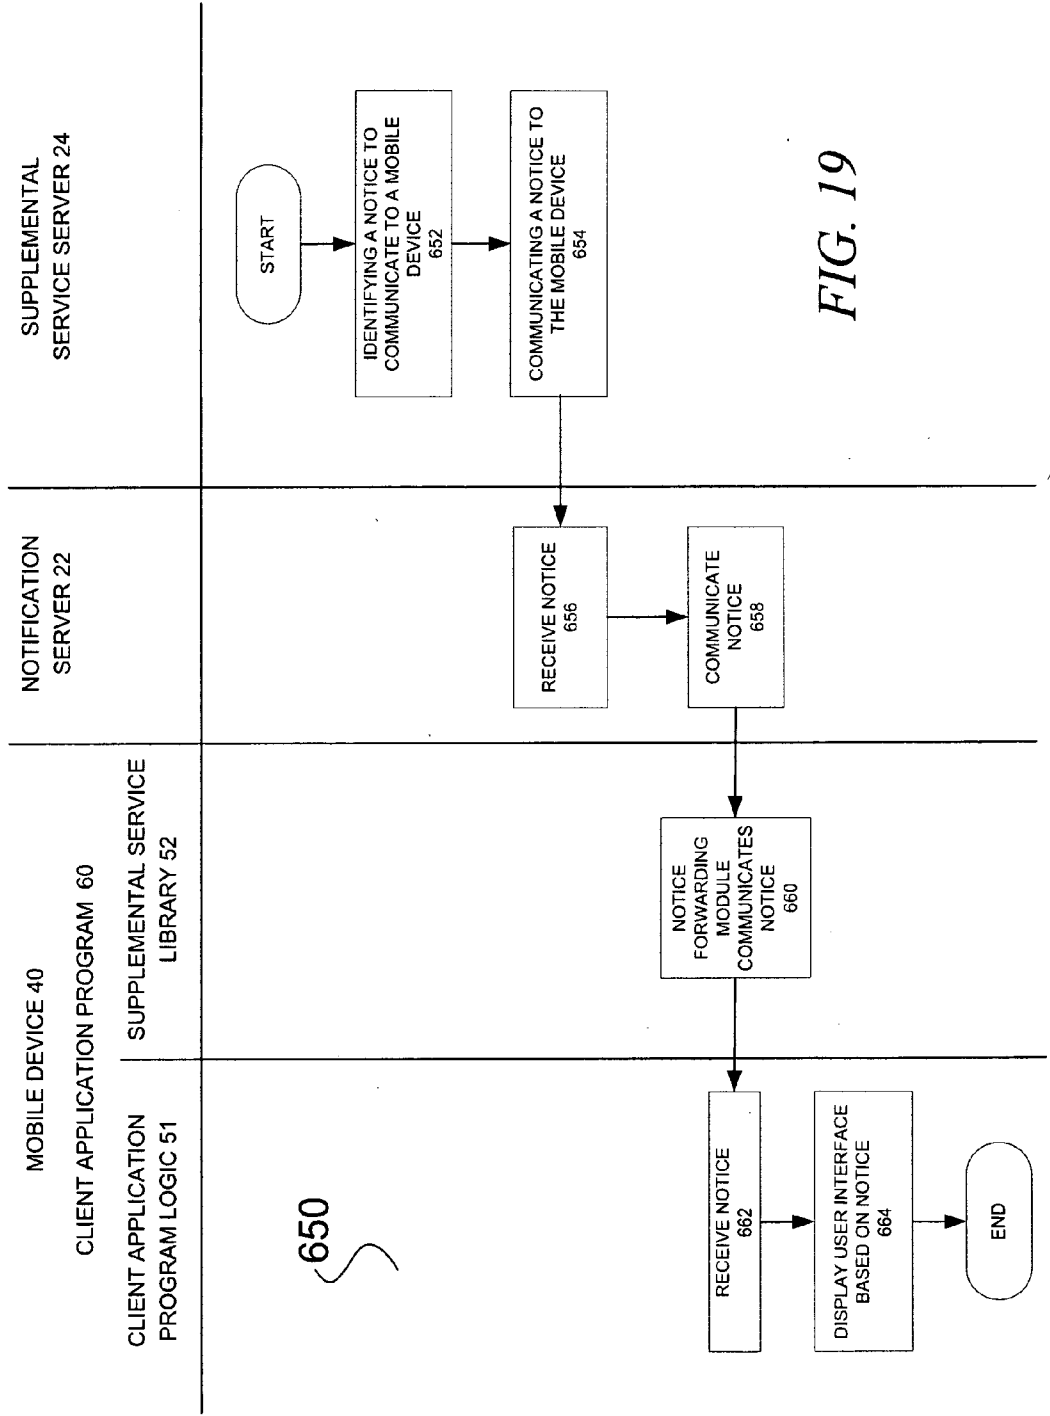 MOBILE DEVICE 40
CLIENT APPLICATION PROGRAM 60
CLIENT APPLICATION
PROGRAM LOGIC 51
SUPPLEMENTAL SERVICE
LIBRARY 52
NOTIFICATION
SERVER 22
SUPPLEMENTAL
SERVICE SERVER 24
650
START
IDENTIFYING A NOTICE TO
COMMUNICATE TO A MOBILE
DEVICE
652
COMMUNICATING A NOTICE TO
THE MOBILE DEVICE
654
RECEIVE NOTICE
656
COMMUNICATE
NOTICE
658
NOTICE
FORWARDING
MODULE
COMMUNICATES
NOTICE
660
RECEIVE NOTICE
662
DISPLAY USER INTERFACE
BASED ON NOTICE
664
END
FIG. 19